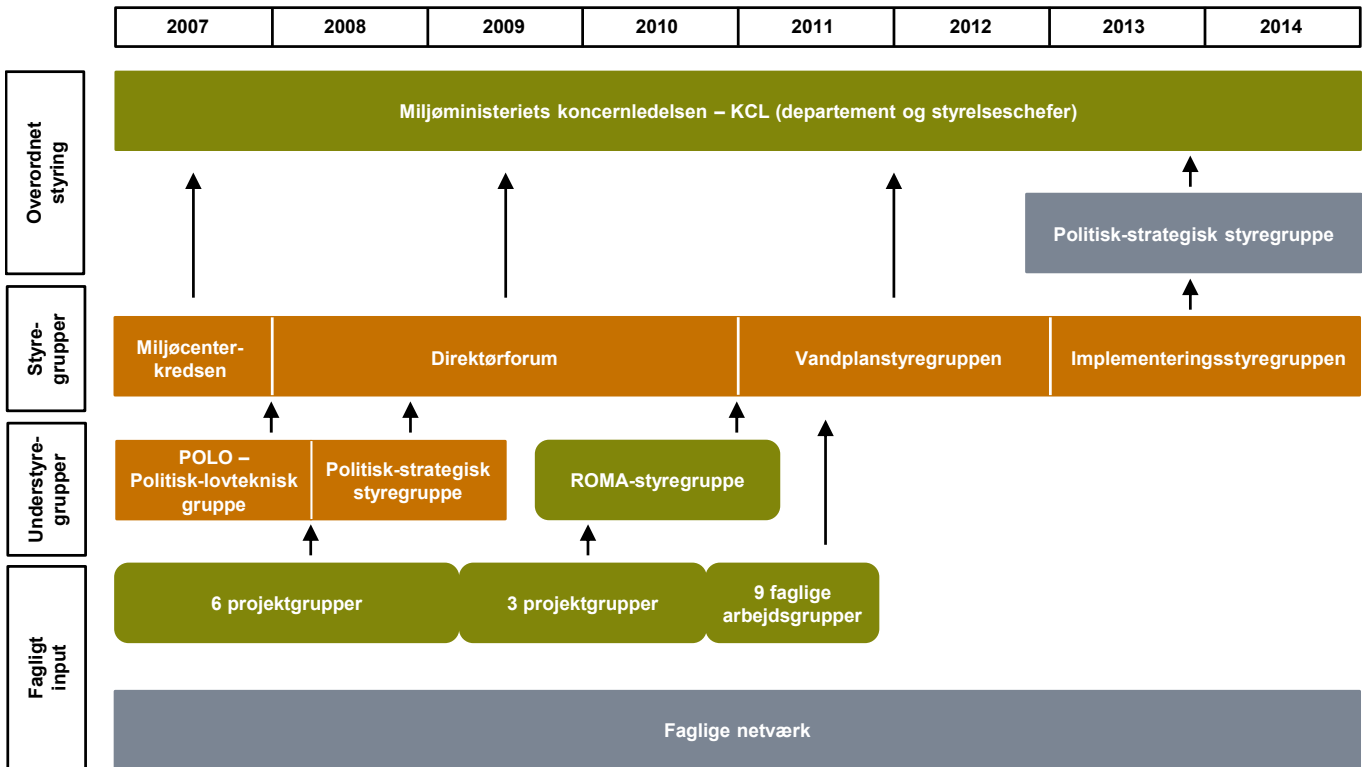 2007 2008 2009 2010 2011 2012 2013 2014
Overordnet
styring
Miljøministeriets koncernledelsen – KCL (departement og styrelseschefer)
Politisk-strategisk styregruppe
Styre-
grupper
Miljøcenter-
kredsen
Direktørforum
Vandplanstyregruppen
Implementeringsstyregruppen
Understyre-
grupper
POLO –
Politisk-lovteknisk
gruppe
Politisk-strategisk
styregruppe
ROMA-styregruppe
Fagligt
input
6 projektgrupper
3 projektgrupper
9 faglige
arbejdsgrupper
Faglige netværk